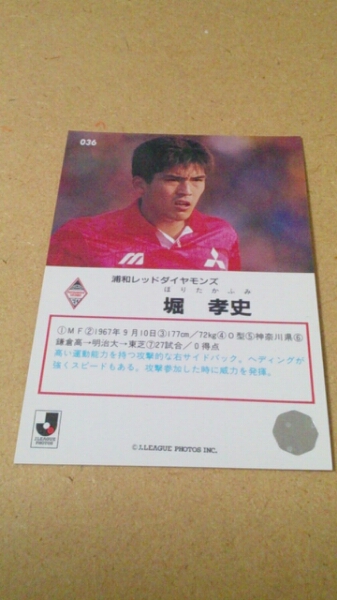 036
浦和レッドダイヤモンズ
ほり たか ふみ
堀 孝史
①MF②1967年9月10日③177cm/72kg④O型⑤神奈川県⑥
鎌倉高→明治大→東芝⑦27試合/0得点
高い運動能力を持つ攻撃的な右サイドバック。ヘディングが
強くスピードもある。攻撃参加した時に威力を発揮。
J.LEAGUE
©J.LEAGUE PHOTOS INC.